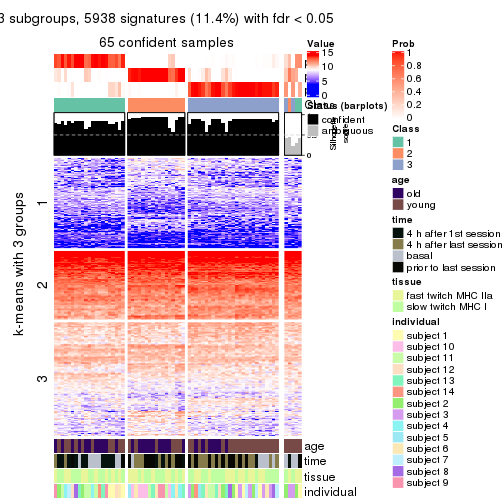 3 subgroups, 5938 signatures (11.4%) with fdr < 0.05
65 confident samples
k-means with 3 groups
1
2
3
age
time
tissue
individual
Value
15
10
5
0
Status (barplots)
confident
ambiguous
Silhouette
score
0
Prob
1
0.8
0.6
0.4
0.2
0
Class
1
2
3
age
old
young
time
4 h after 1st session
4 h after last session
basal
prior to last session
tissue
fast twitch MHC IIa
slow twitch MHC I
individual
subject 1
subject 10
subject 11
subject 12
subject 13
subject 14
subject 2
subject 3
subject 4
subject 5
subject 6
subject 7
subject 8
subject 9